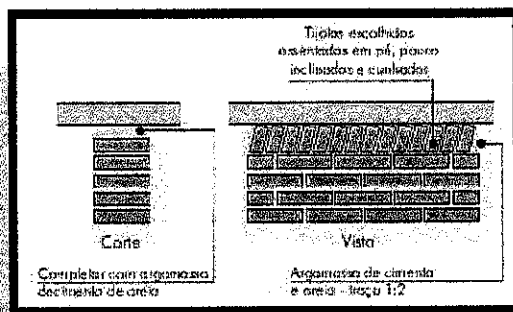 Tijolos escolhidos
assentados em pé, pouco
inclinados e cunhados
Corte
Vista
Completar com argamassa
de cimento de areia
Argamassa de cimento
e areia - traço 1:2